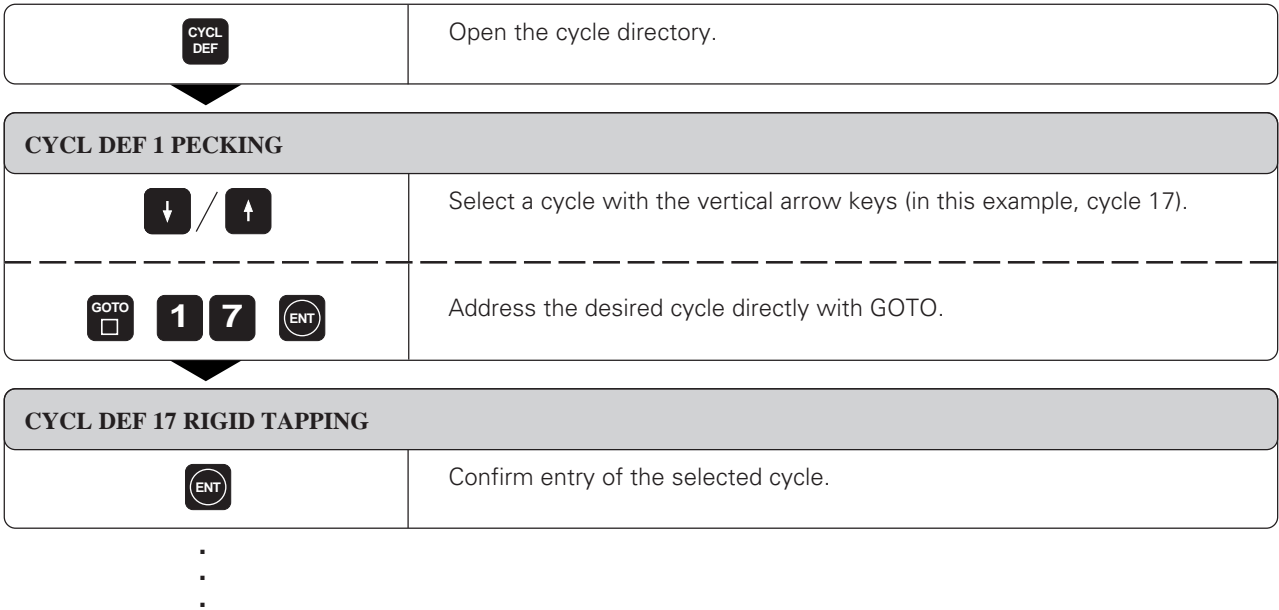 CYCL
DEF
Open the cycle directory.
CYCL DEF 1 PECKING
Select a cycle with the vertical arrow keys (in this example, cycle 17).
GOTO 1 7 ENT
Address the desired cycle directly with GOTO.
CYCL DEF 17 RIGID TAPPING
ENT
Confirm entry of the selected cycle.